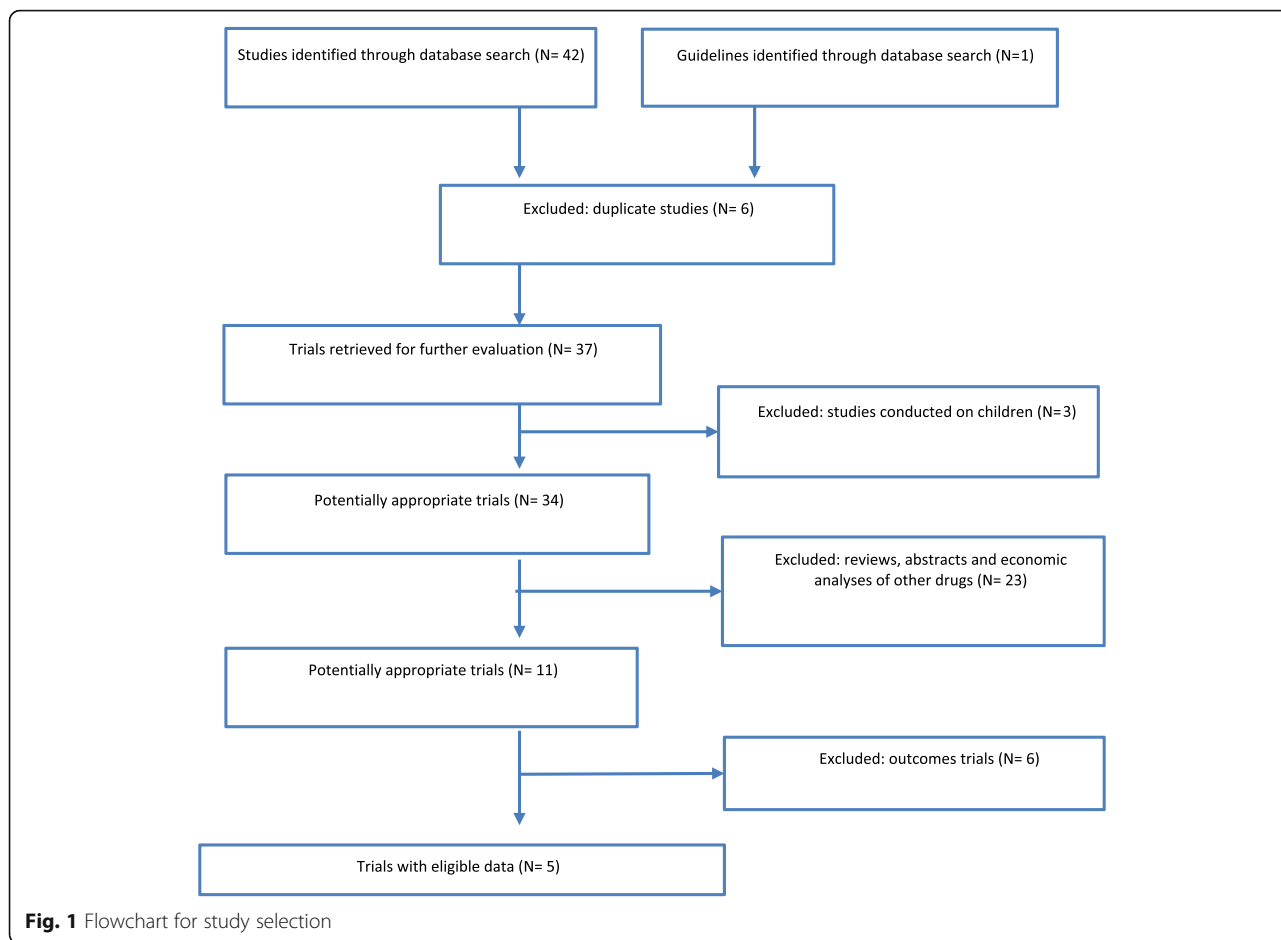 Studies identified through database search (N= 42)
Guidelines identified through database search (N=1)
Excluded: duplicate studies (N= 6)
Trials retrieved for further evaluation (N= 37)
Excluded: studies conducted on children (N=3)
Potentially appropriate trials (N= 34)
Excluded: reviews, abstracts and economic
analyses of other drugs (N= 23)
Potentially appropriate trials (N= 11)
Excluded: outcomes trials (N= 6)
Trials with eligible data (N= 5)
Fig. 1 Flowchart for study selection